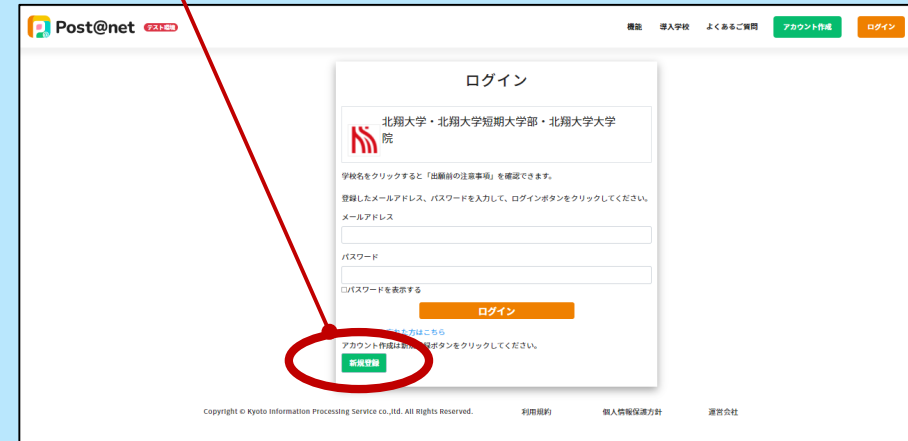 Post@net テスト環境
機能 導入学校 よくあるご質問 アカウント作成 ログイン
ログイン
北翔大学・北翔大学短期大学部・北翔大学大学
院
学校名をクリックすると「出願前の注意事項」を確認できます。
登録したメールアドレス、パスワードを入力して、ログインボタンをクリックしてください。
メールアドレス
パスワード
□パスワードを表示する
ログイン
た方はこちら
アカウント作成は新規登録ボタンをクリックしてください。
新規登録
Copyright © Kyoto Information Processing Service co.,ltd. All Rights Reserved. 利用規約 個人情報保護方針 運営会社